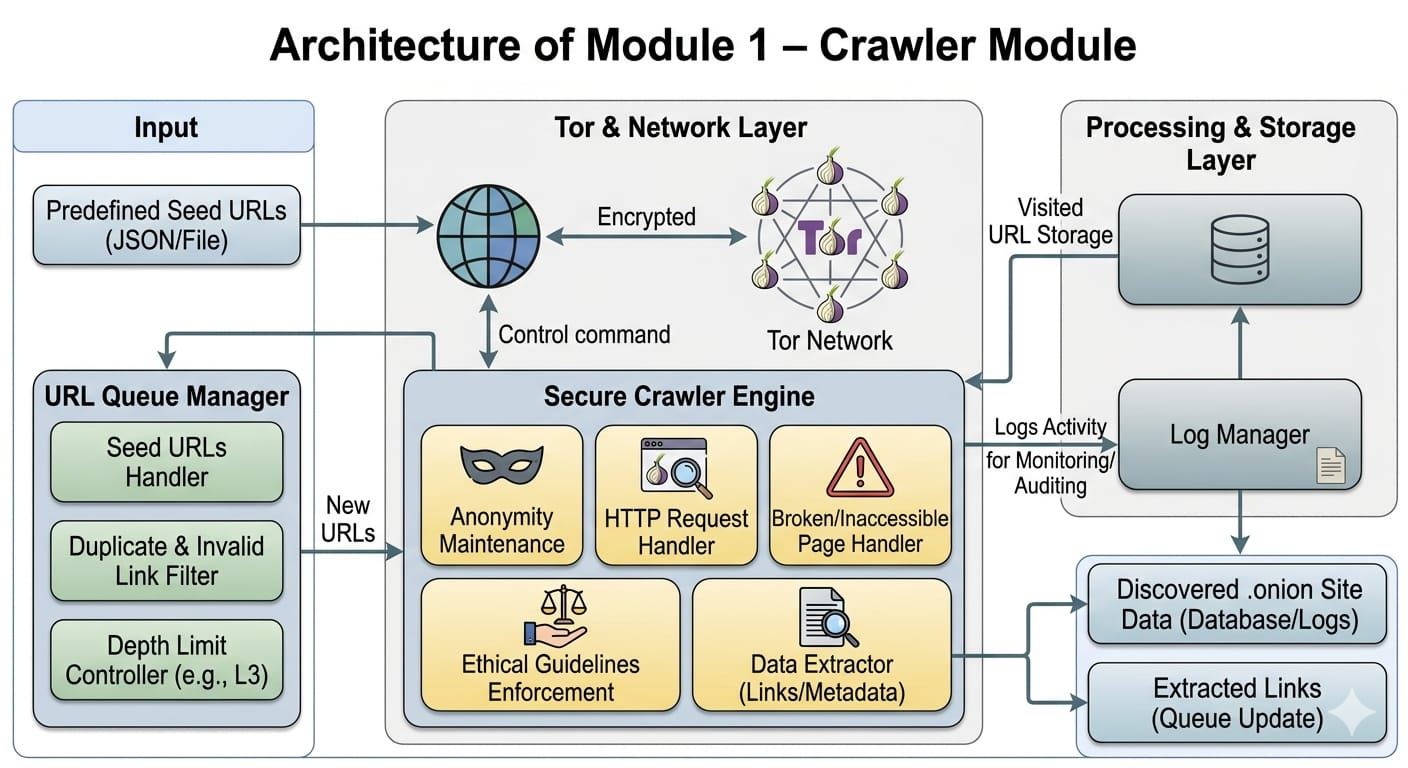 Architecture of Module 1 – Crawler Module
Input
Predefined Seed URLs
(JSON/File)
URL Queue Manager
Seed URLs
Handler
Duplicate & Invalid
Link Filter
Depth Limit
Controller (e.g., L3)
New
URLs
Tor & Network Layer
Encrypted
Tor
Tor Network
Control command
Secure Crawler Engine
Anonymity
Maintenance
HTTP Request
Handler
Broken/Inaccessible
Page Handler
Ethical Guidelines
Enforcement
Data Extractor
(Links/Metadata)
Processing & Storage
Layer
Visited
URL Storage
Logs Activity
for Monitoring/
Auditing
Log Manager
Discovered .onion Site
Data (Database/Logs)
Extracted Links
(Queue Update)